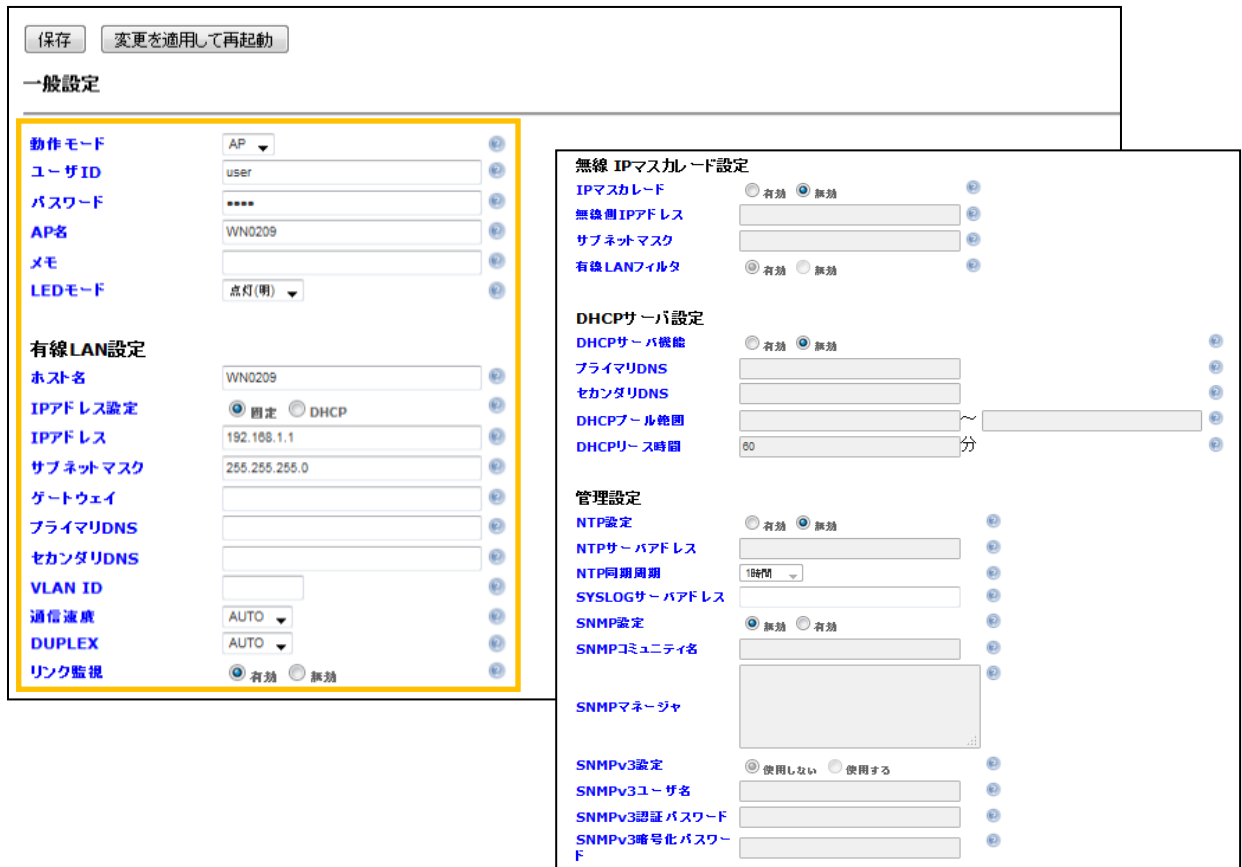 保存 変更を適用して再起動
一般設定
動作モード AP
ユーザID user
パスワード ••••
AP名 WN0209
メモ
LEDモード 点灯(明)
有線LAN設定
ホスト名 WN0209
IPアドレス設定 固定 DHCP
IPアドレス 192.168.1.1
サブネットマスク 255.255.255.0
ゲートウェイ
プライマリDNS
セカンダリDNS
VLAN ID
通信速度 AUTO
DUPLEX AUTO
リンク監視 有効 無効
無線 IPマスカレード設定
IPマスカレード 有効 無効
無線側IPアドレス
サブネットマスク
有線LANフィルタ 有効 無効
DHCPサーバ設定
DHCPサーバ機能 有効 無効
プライマリDNS
セカンダリDNS
DHCPプール範囲 ～
DHCPリース時間 60 分
管理設定
NTP設定 有効 無効
NTPサーバアドレス
NTP同期周期 1時間
SYSLOGサーバアドレス
SNMP設定 無効 有効
SNMPコミュニティ名
SNMPマネージャ
SNMPv3設定 使用しない 使用する
SNMPv3ユーザ名
SNMPv3認証パスワード
SNMPv3暗号化パスワー
ド